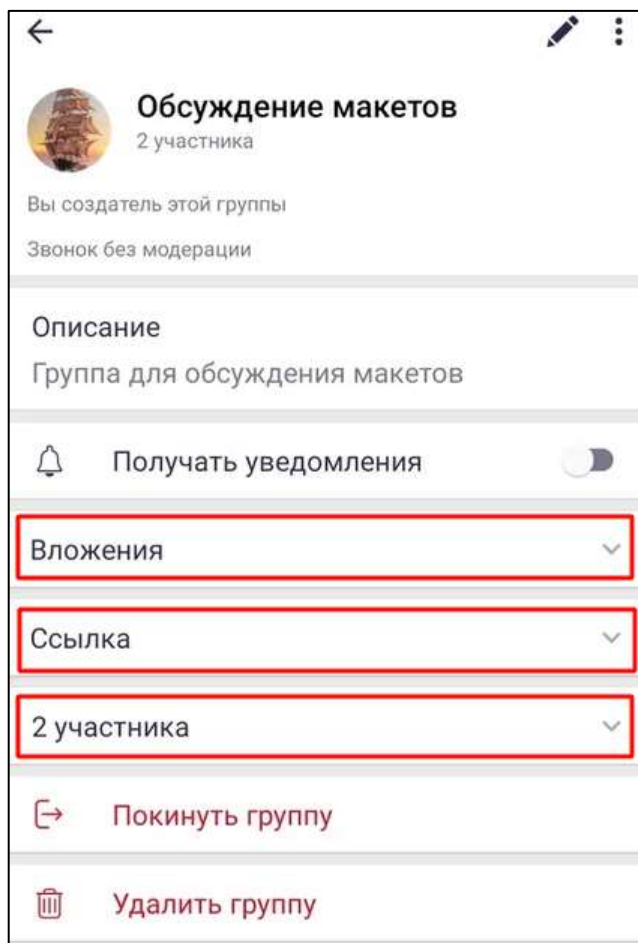 Обсуждение макетов
2 участника
Вы создатель этой группы
Звонок без модерации
Описание
Группа для обсуждения макетов
Получать уведомления
Вложения
Ссылка
2 участника
Покинуть группу
Удалить группу